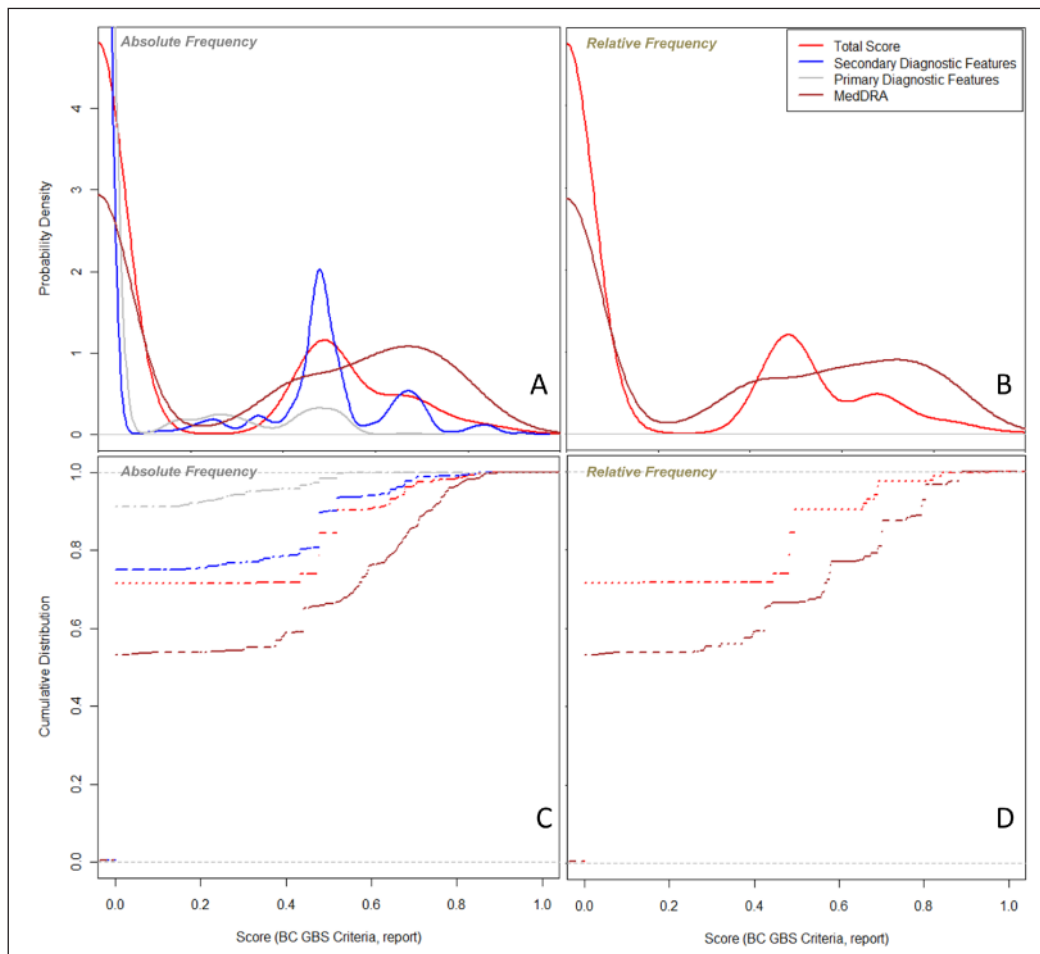 Absolute Frequency
Relative Frequency
Total Score
Secondary Diagnostic Features
Primary Diagnostic Features
MedDRA
Probability Density
4
3
2
1
0
A
B
Absolute Frequency
Relative Frequency
Cumulative Distribution
1.0
0.8
0.6
0.4
0.2
0.0
C
D
0.0 0.2 0.4 0.6 0.8 1.0
0.0 0.2 0.4 0.6 0.8 1.0
Score (BC GBS Criteria, report)
Score (BC GBS Criteria, report)